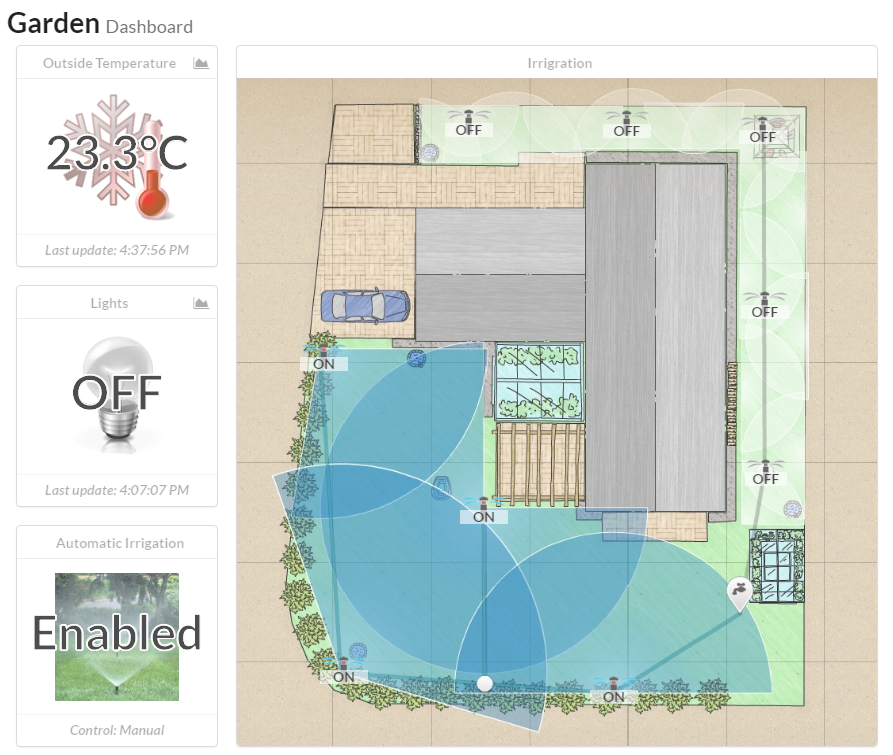 Garden Dashboard
Outside Temperature
23.3°C
Last update: 4:37:56 PM
Lights
OFF
Last update: 4:07:07 PM
Automatic Irrigation
Enabled
Control: Manual
Irrigration
OFF
OFF
OFF
OFF
ON
OFF
ON
ON
ON